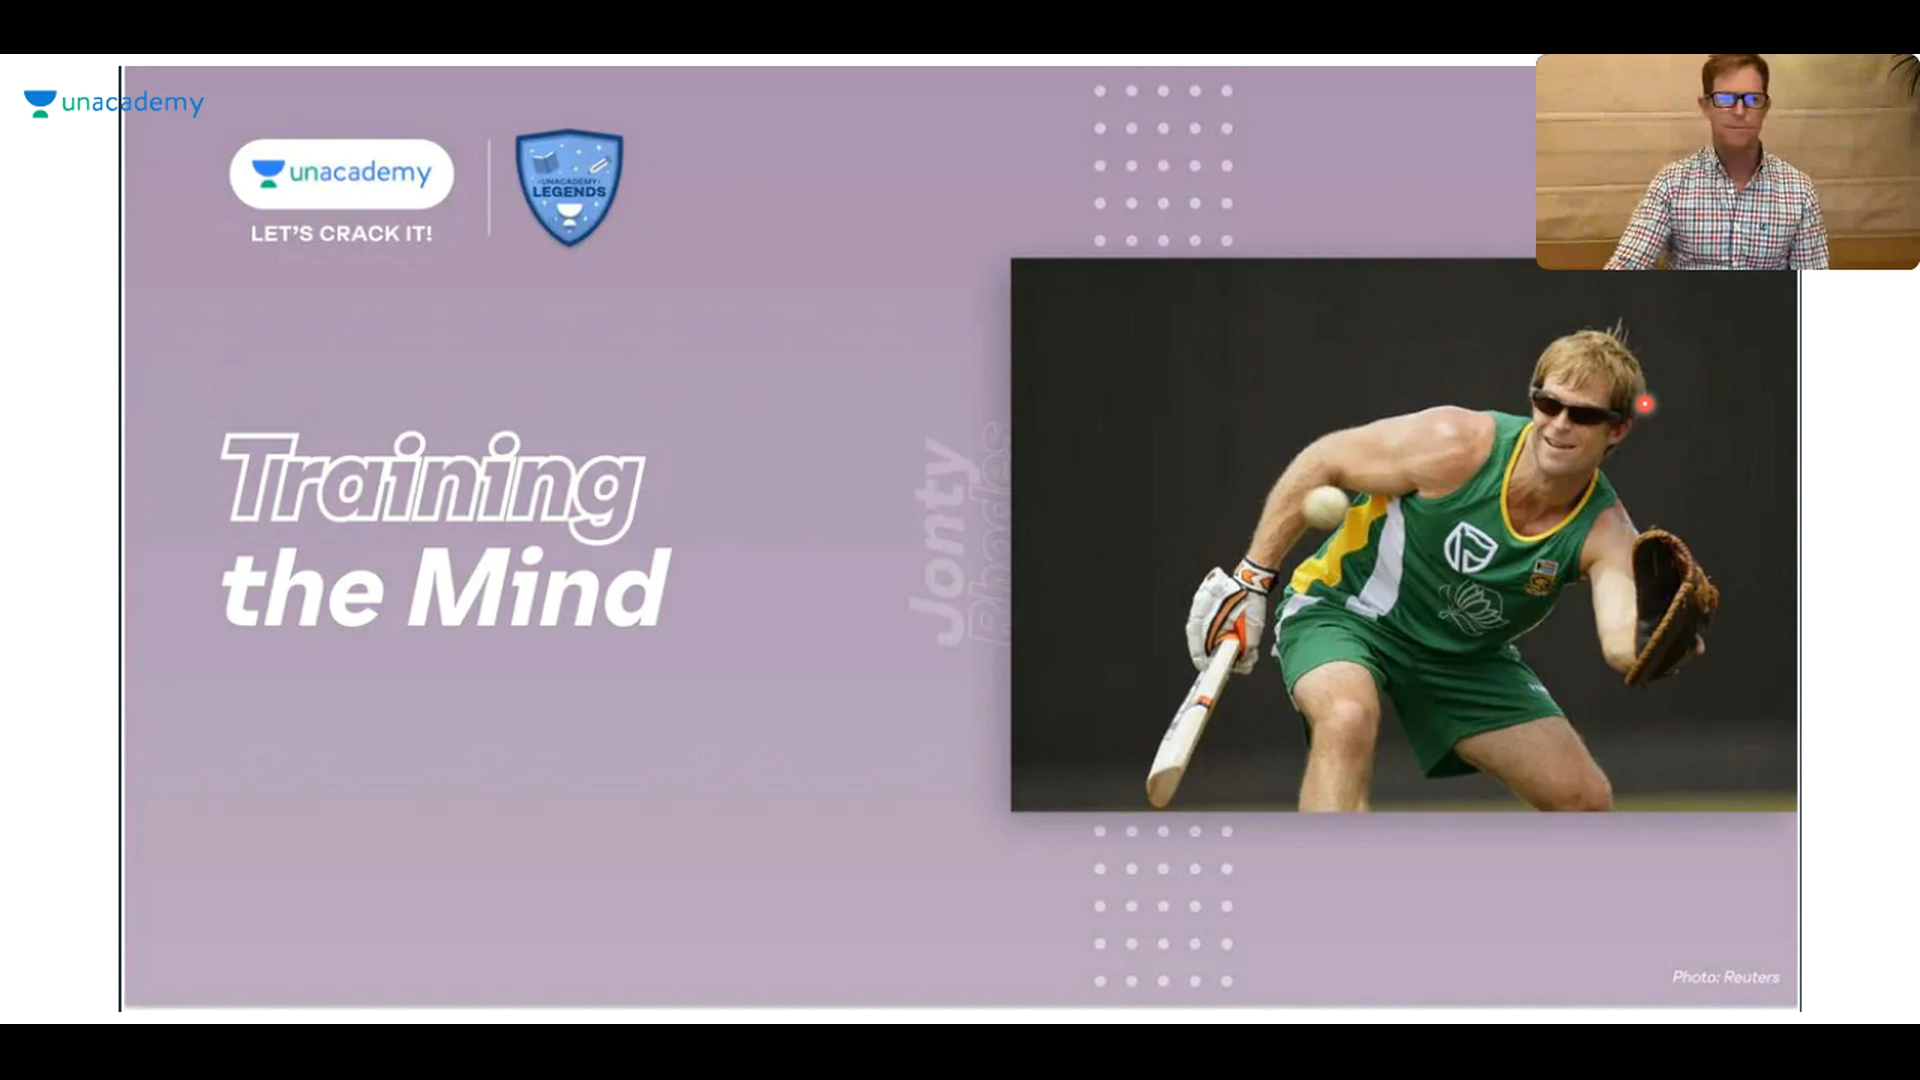 unacademy
unacademy
LET'S CRACK IT!
UNACADEMY
LEGENDS
Training
the Mind
Jonty
Rhodes
Photo: Reuters